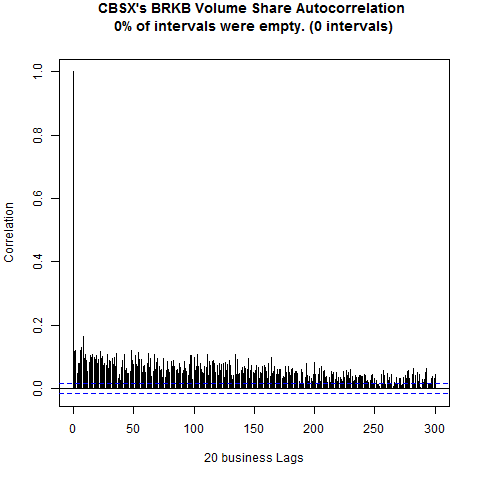 CBSX's BRKB Volume Share Autocorrelation
0% of intervals were empty. (0 intervals)
Correlation
1.0
0.8
0.6
0.4
0.2
0.0
0 50 100 150 200 250 300
20 business Lags